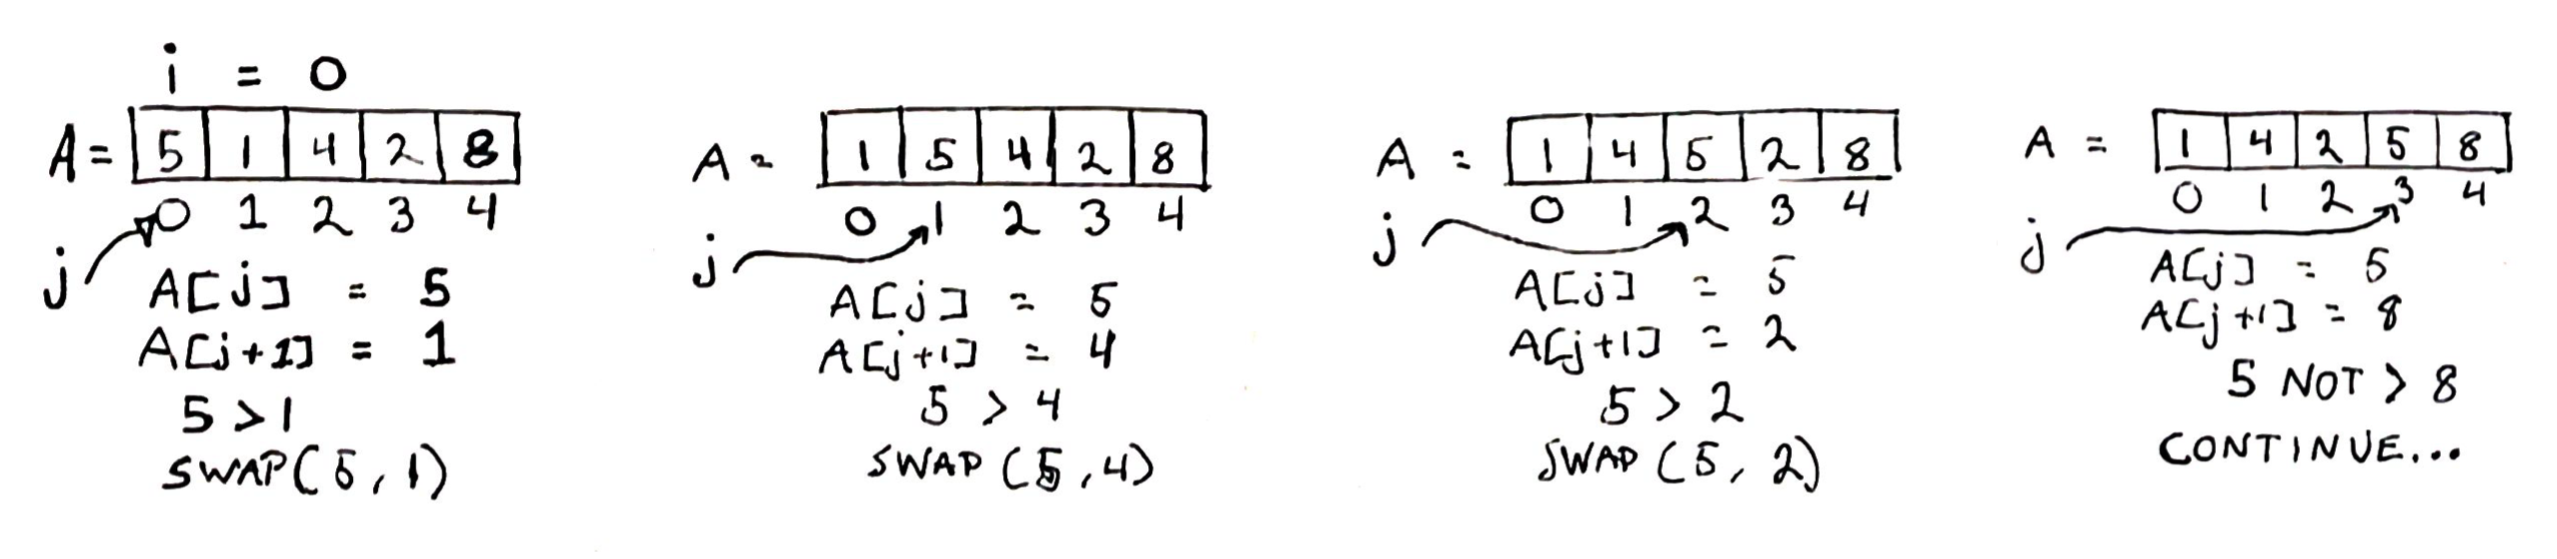 i = 0
A = 5 1 4 2 8
0 1 2 3 4
j
A[j] = 5
A[j+1] = 1
5 > 1
SWAP(5, 1)
A = 1 5 4 2 8
0 1 2 3 4
j
A[j] = 5
A[j+1] = 4
5 > 4
SWAP (5, 4)
A = 1 4 5 2 8
0 1 2 3 4
j
A[j] = 5
A[j+1] = 2
5 > 2
SWAP (5, 2)
A = 1 4 2 5 8
0 1 2 3 4
j
A[j] = 5
A[j+1] = 8
5 NOT > 8
CONTINUE...